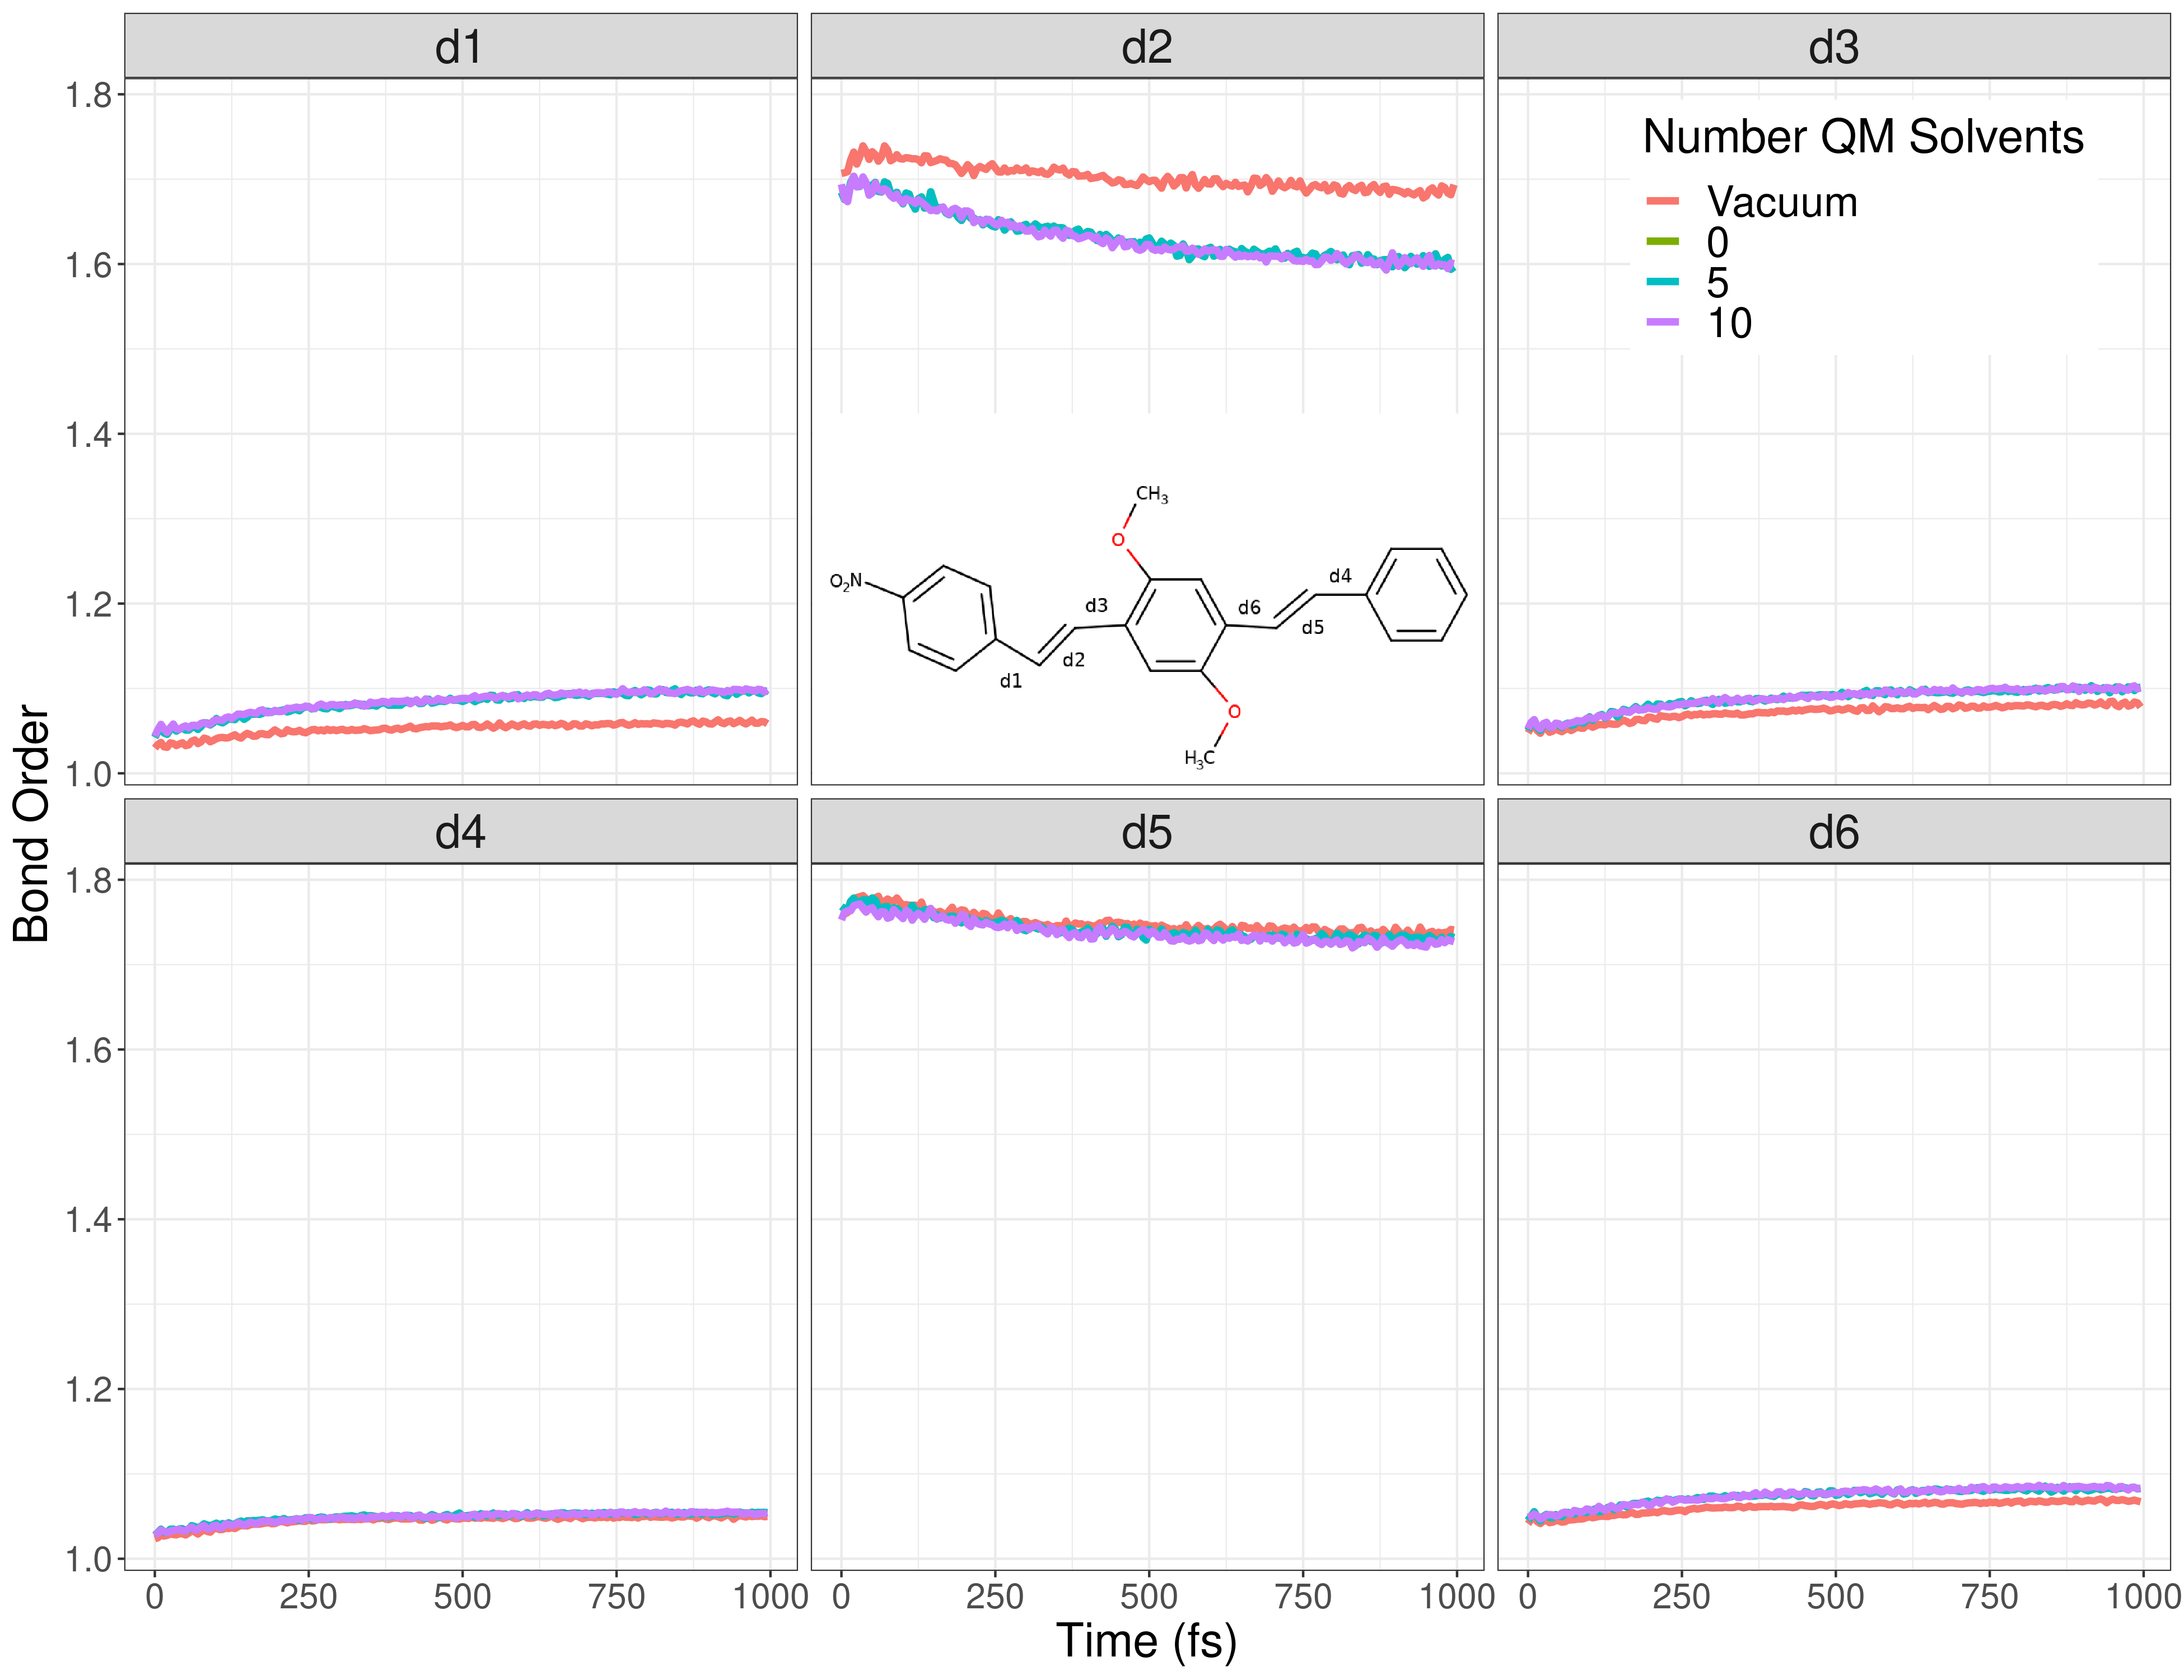 d1
d2
d3
1.8
1.6
1.4
1.2
1.0
Number QM Solvents
Vacuum
0
5
10
CH3
O
O2N
d3
d4
d6
d5
d2
d1
O
H3C
Bond Order
d4
d5
d6
1.8
1.6
1.4
1.2
1.0
0 250 500 750 1000 0 250 500 750 1000 0 250 500 750 1000
Time (fs)